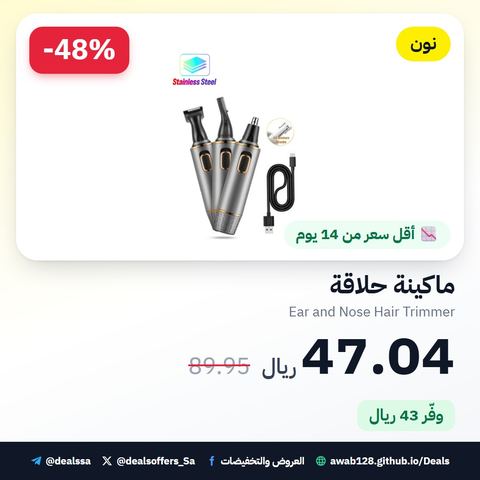 -48%
نون
Stainless Steel
أقل سعر من 14 يوم
ماكينة حلاقة
Ear and Nose Hair Trimmer
47.04 ريال 89.95
وفّر 43 ريال
@dealssa @dealsoffers_Sa العروض والتخفيضات awab128.github.io/Deals